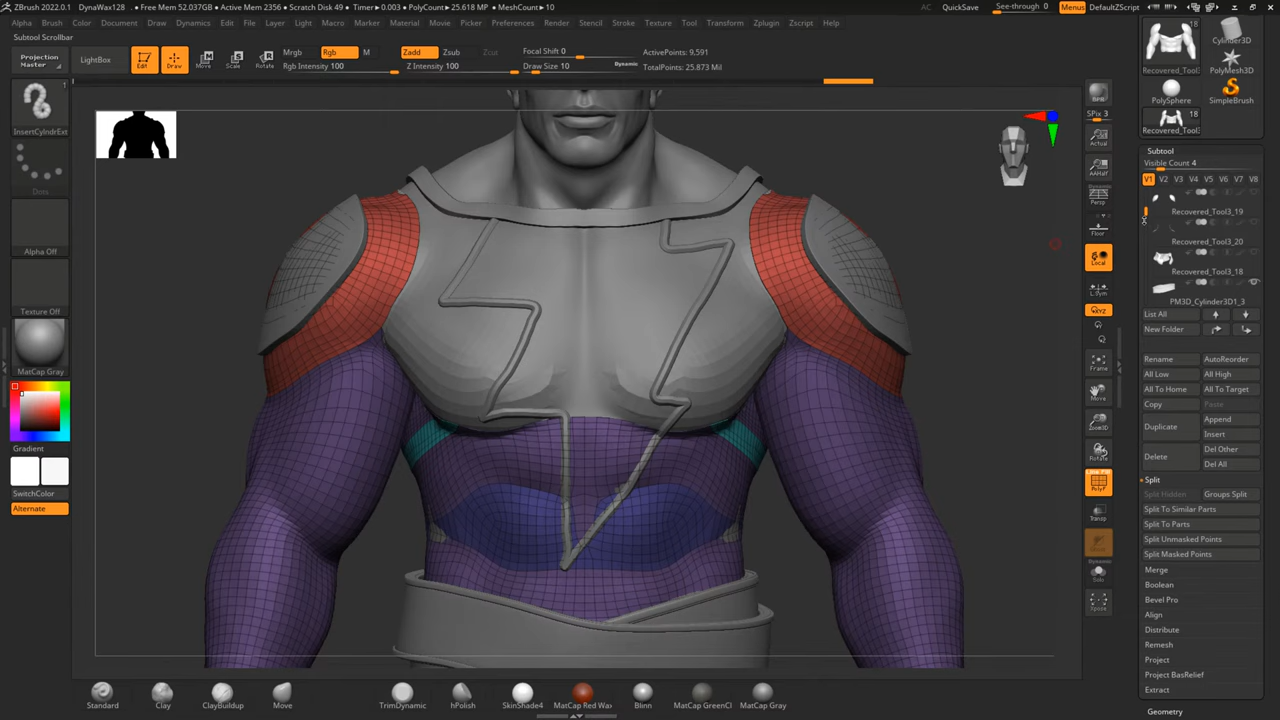 ZBrush 2022.0.1 DynaWax128 • Free Mem 52.037GB • Active Mem 2356 • Scratch Disk 49 • Timer▶0.003 • PolyCount▶25.618 MP • MeshCount▶10 AC QuickSave See-through 0 Menus DefaultZScript
Alpha Brush Color Document Draw Dynamics Edit File Layer Light Macro Marker Material Movie Picker Preferences Render Stencil Stroke Texture Tool Transform Zplugin Zscript Help
Subtool Scrollbar
Projection Master
LightBox
Edit
Draw
Move
Scale
Rotate
Mrgb Rgb M
Rgb Intensity 100
Zadd Zsub Zcut
Z Intensity 100
Focal Shift 0
Draw Size 10 Dynamic
ActivePoints: 9,591
TotalPoints: 25.873 Mil
1
InsertCylndrExt
Dots
Alpha Off
Texture Off
MatCap Gray
Gradient
SwitchColor
Alternate
BPR
SPix 3
Actual
AAHalf
Dynamic
Persp
Floor
Local
L.Sym
XYZ
Frame
Move
Zoom3D
Rotate
Line Fill
PolyF
Transp
Dynamic
Solo
Xpose
18
Recovered_Tool3
Cylinder3D
PolyMesh3D
PolySphere
SimpleBrush
18
Recovered_Tool3
Subtool
Visible Count 4
V1 V2 V3 V4 V5 V6 V7 V8
Recovered_Tool3_19
Recovered_Tool3_20
Recovered_Tool3_18
PM3D_Cylinder3D1_3
List All
New Folder
Rename AutoReorder
All Low All High
All To Home All To Target
Copy Paste
Duplicate Append
Insert
Delete Del Other
Del All
Split
Split Hidden Groups Split
Split To Similar Parts
Split To Parts
Split Unmasked Points
Split Masked Points
Merge
Boolean
Bevel Pro
Align
Distribute
Remesh
Project
Project BasRelief
Extract
Geometry
Standard Clay ClayBuildup Move TrimDynamic hPolish SkinShade4 MatCap Red Wax Blinn MatCap GreenCl MatCap Gray